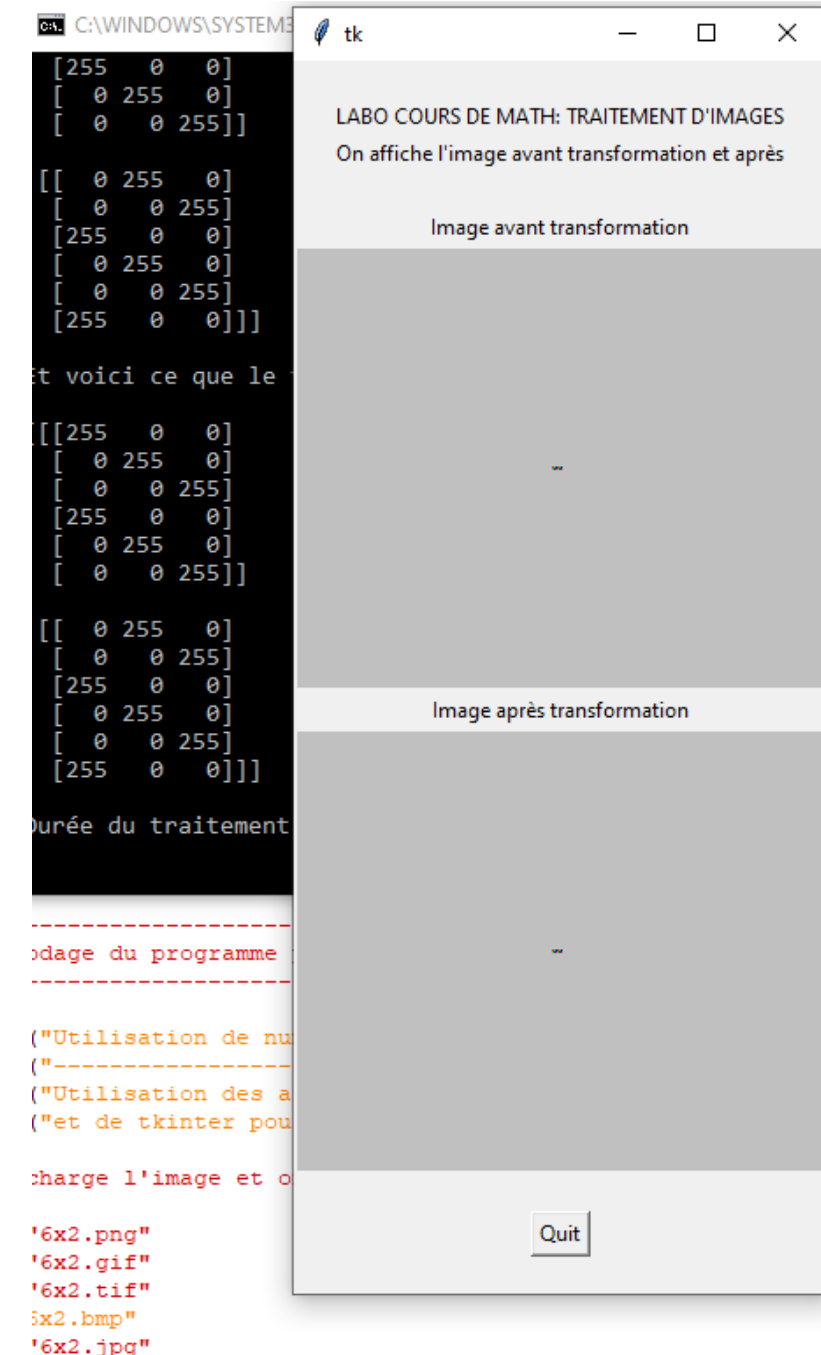 C:\WINDOWS\SYSTEM3
[255   0   0]
[  0 255   0]
[  0   0 255]]
[[  0 255   0]
[  0   0 255]
[255   0   0]
[  0 255   0]
[  0   0 255]
[255   0   0]]]
t voici ce que le
[[[255   0   0]
[  0 255   0]
[  0   0 255]
[255   0   0]
[  0 255   0]
[  0   0 255]]
[[  0 255   0]
[  0   0 255]
[255   0   0]
[  0 255   0]
[  0   0 255]
[255   0   0]]]
Durée du traitement
tk
LABO COURS DE MATH: TRAITEMENT D'IMAGES
On affiche l'image avant transformation et après
Image avant transformation
Image après transformation
Quit
--------------------
odage du programme
--------------------
("Utilisation de nu
("-----------------
("Utilisation des a
("et de tkinter pou
charge l'image et o
"6x2.png"
"6x2.gif"
"6x2.tif"
6x2.bmp"
"6x2.jpg"